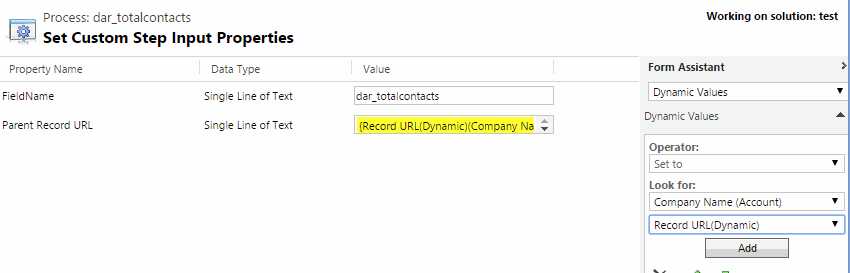 Process: dar_totalcontacts
Working on solution: test
Set Custom Step Input Properties
Property Name Data Type Value
FieldName Single Line of Text dar_totalcontacts
Parent Record URL Single Line of Text {Record URL(Dynamic)(Company Na
Form Assistant
Dynamic Values
Dynamic Values
Operator:
Set to
Look for:
Company Name (Account)
Record URL(Dynamic)
Add